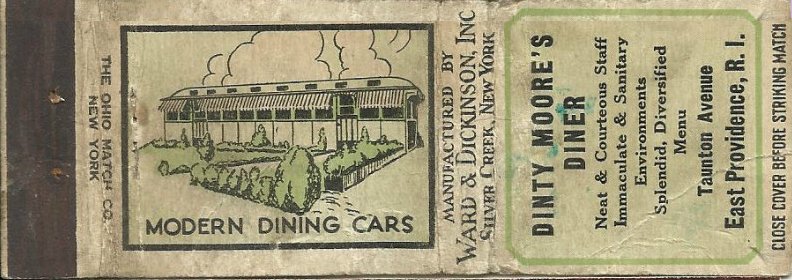 THE OHIO MATCH CO.
NEW YORK
MODERN DINING CARS
MANUFACTURED BY
WARD & DICKINSON, INC
SILVER CREEK, NEW YORK
DINTY MOORE'S
DINER
Neat & Courteous Staff
Immaculate & Sanitary
Environments
Splendid, Diversified
Menu
Taunton Avenue
East Providence, R. I.
CLOSE COVER BEFORE STRIKING MATCH